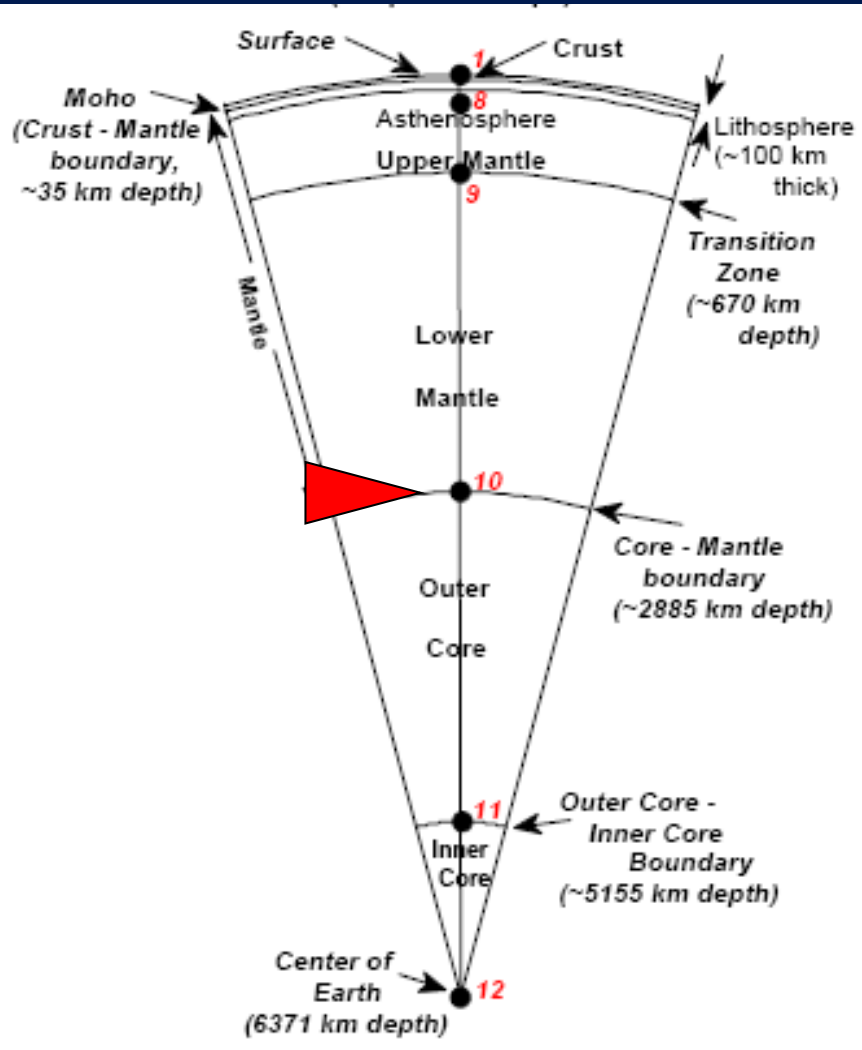 Surface
Crust
1
Moho
(Crust - Mantle
boundary,
~35 km depth)
8
Asthenosphere
Lithosphere
(~100 km
thick)
Upper Mantle
9
Transition
Zone
(~670 km
depth)
Mantle
Lower
Mantle
10
Core - Mantle
boundary
(~2885 km depth)
Outer
Core
11
Outer Core -
Inner Core
Boundary
(~5155 km depth)
Inner
Core
Center of
Earth
(6371 km depth)
12